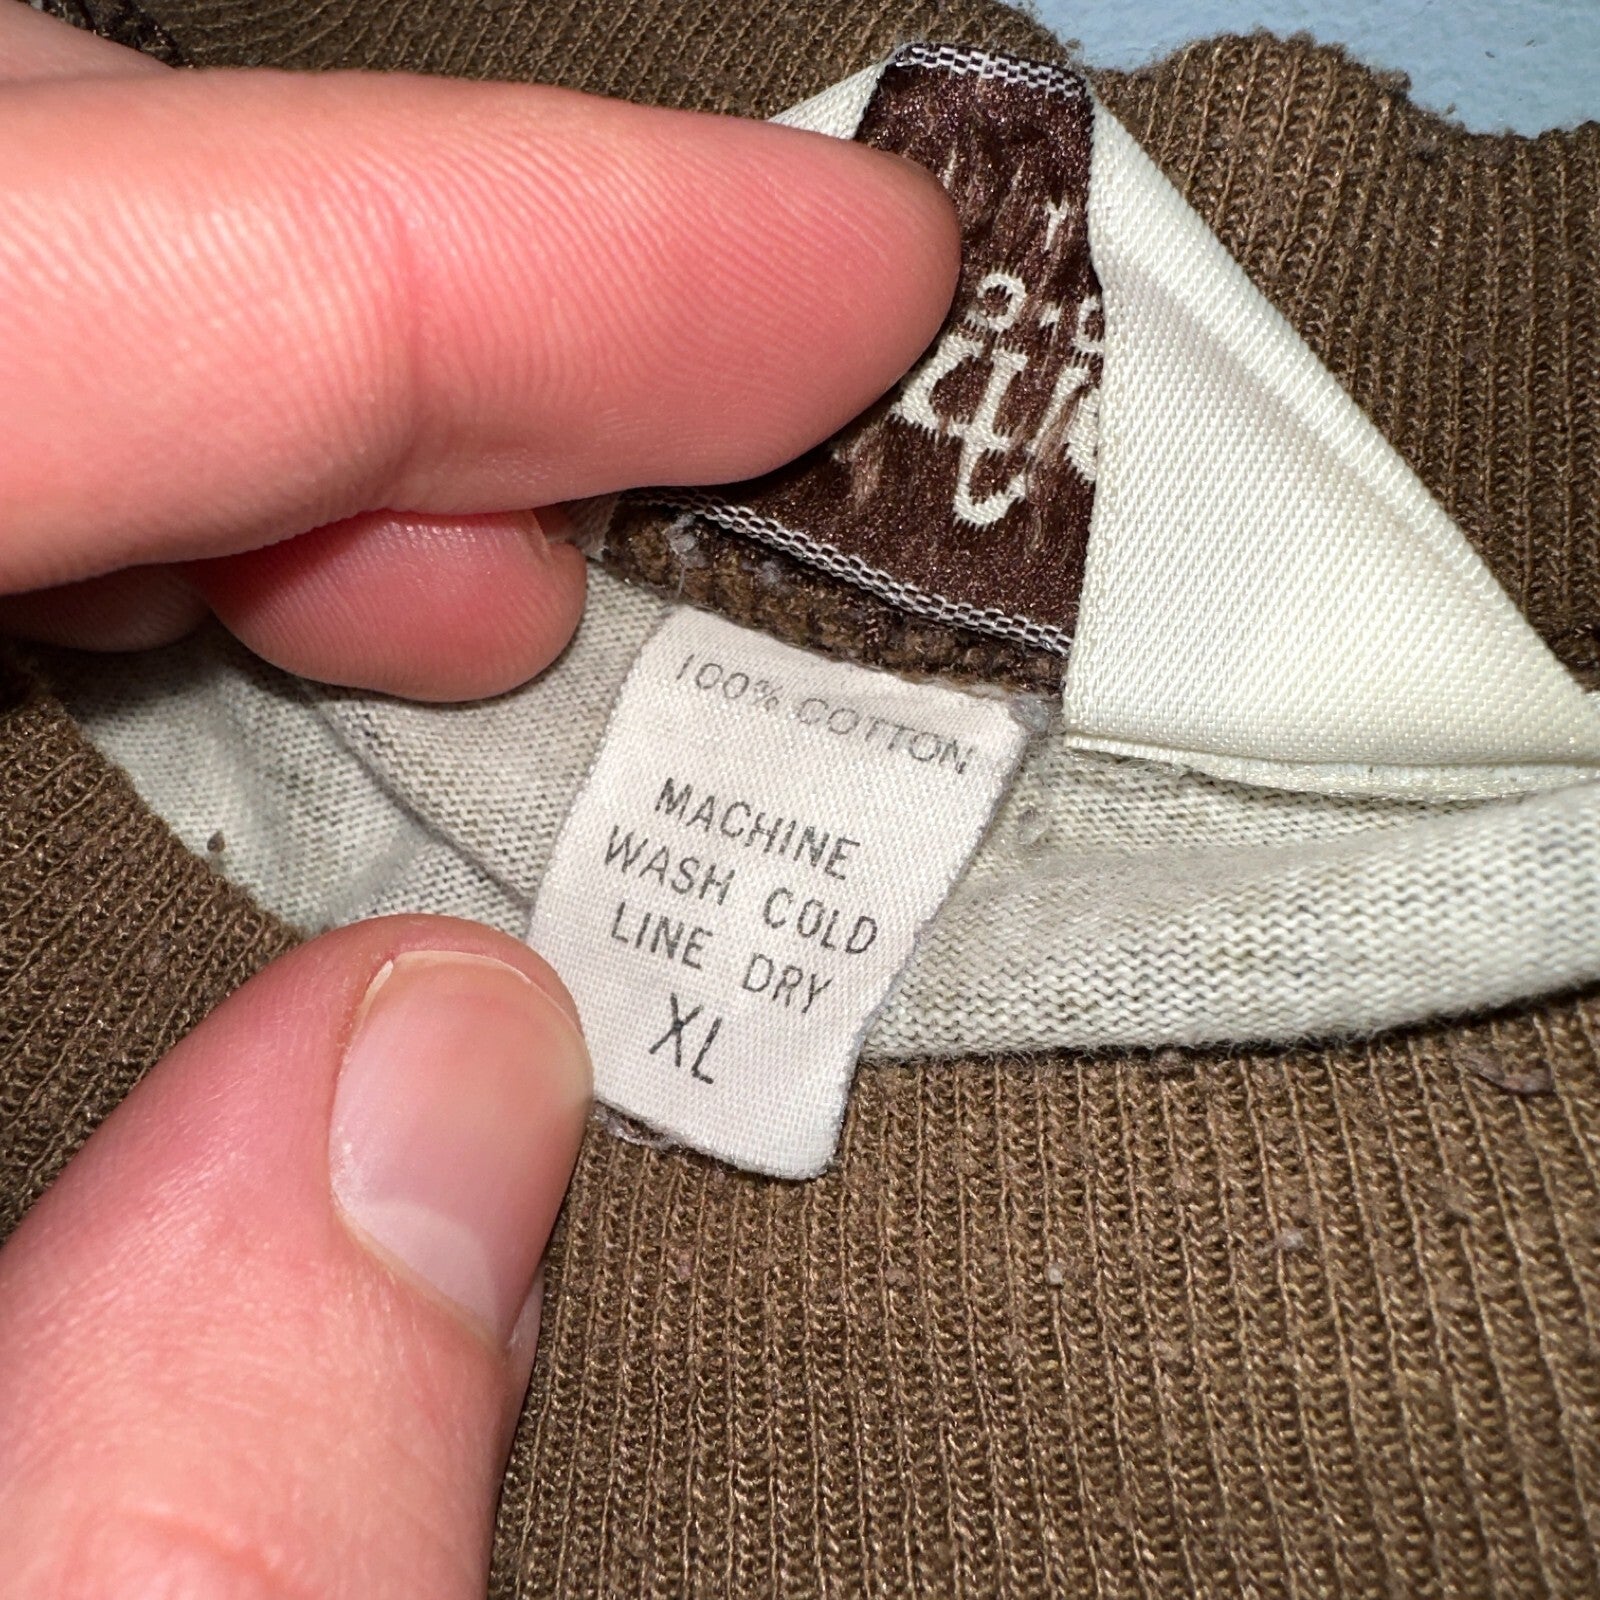 100% COTTON
MACHINE
WASH COLD
LINE DRY
XL